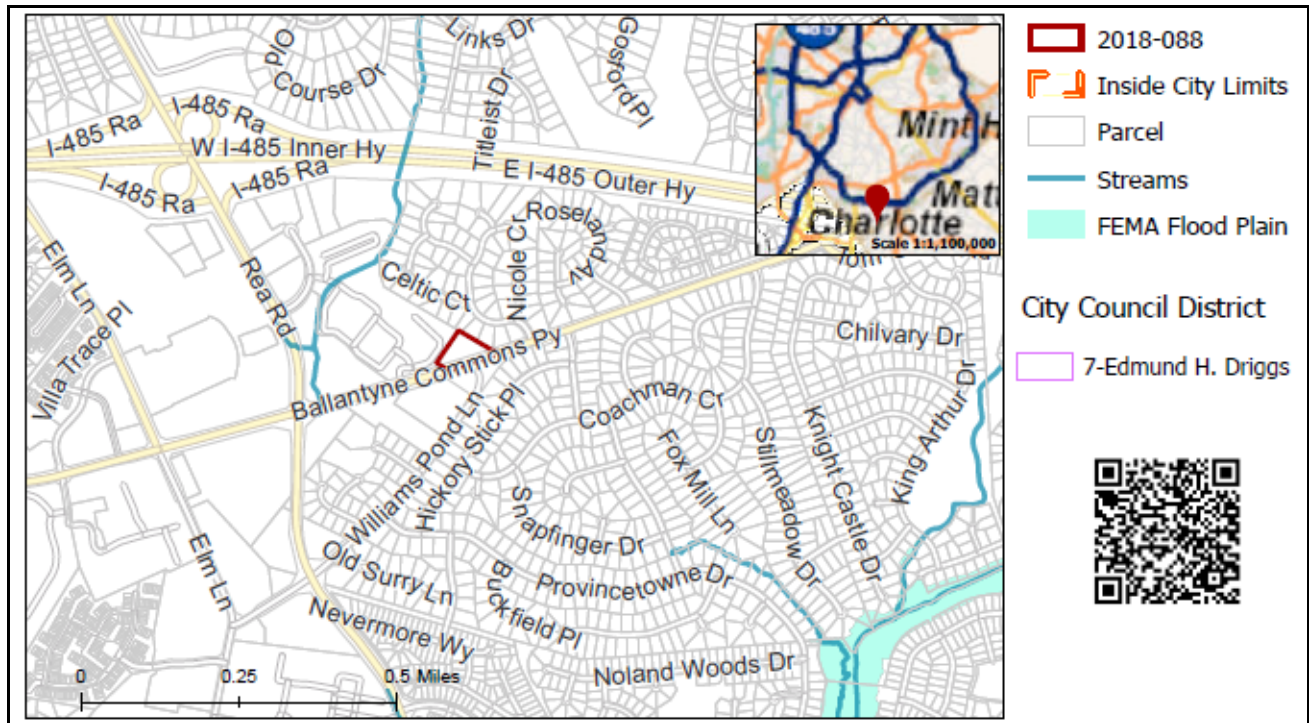 Links Dr
Old
Course Dr
Gosford Pl
Titleist Dr
I-485 Ra
I-485 Ra
W I-485 Inner Hy
E I-485 Outer Hy
I-485 Ra
I-485 Ra
Mint H
Matt
Charlotte
Scale 1:1,100,000
Roseland Av
Nicole Cr
Celtic Ct
Elm Ln
Rea Rd
Villa Trace Pl
Ballantyne Commons Py
Chilvary Dr
King Arthur Dr
Coachman Cr
Knight Castle Dr
Stillmeadow Dr
Fox Mill Ln
Williams Pond Ln
Hickory Stick Pl
Snapfinger Dr
Elm Ln
Old Surry Ln
Provincetowne Dr
Buckfield Pl
Nevermore Wy
Noland Woods Dr
0
0.25
0.5 Miles
2018-088
Inside City Limits
Parcel
Streams
FEMA Flood Plain
City Council District
7-Edmund H. Driggs